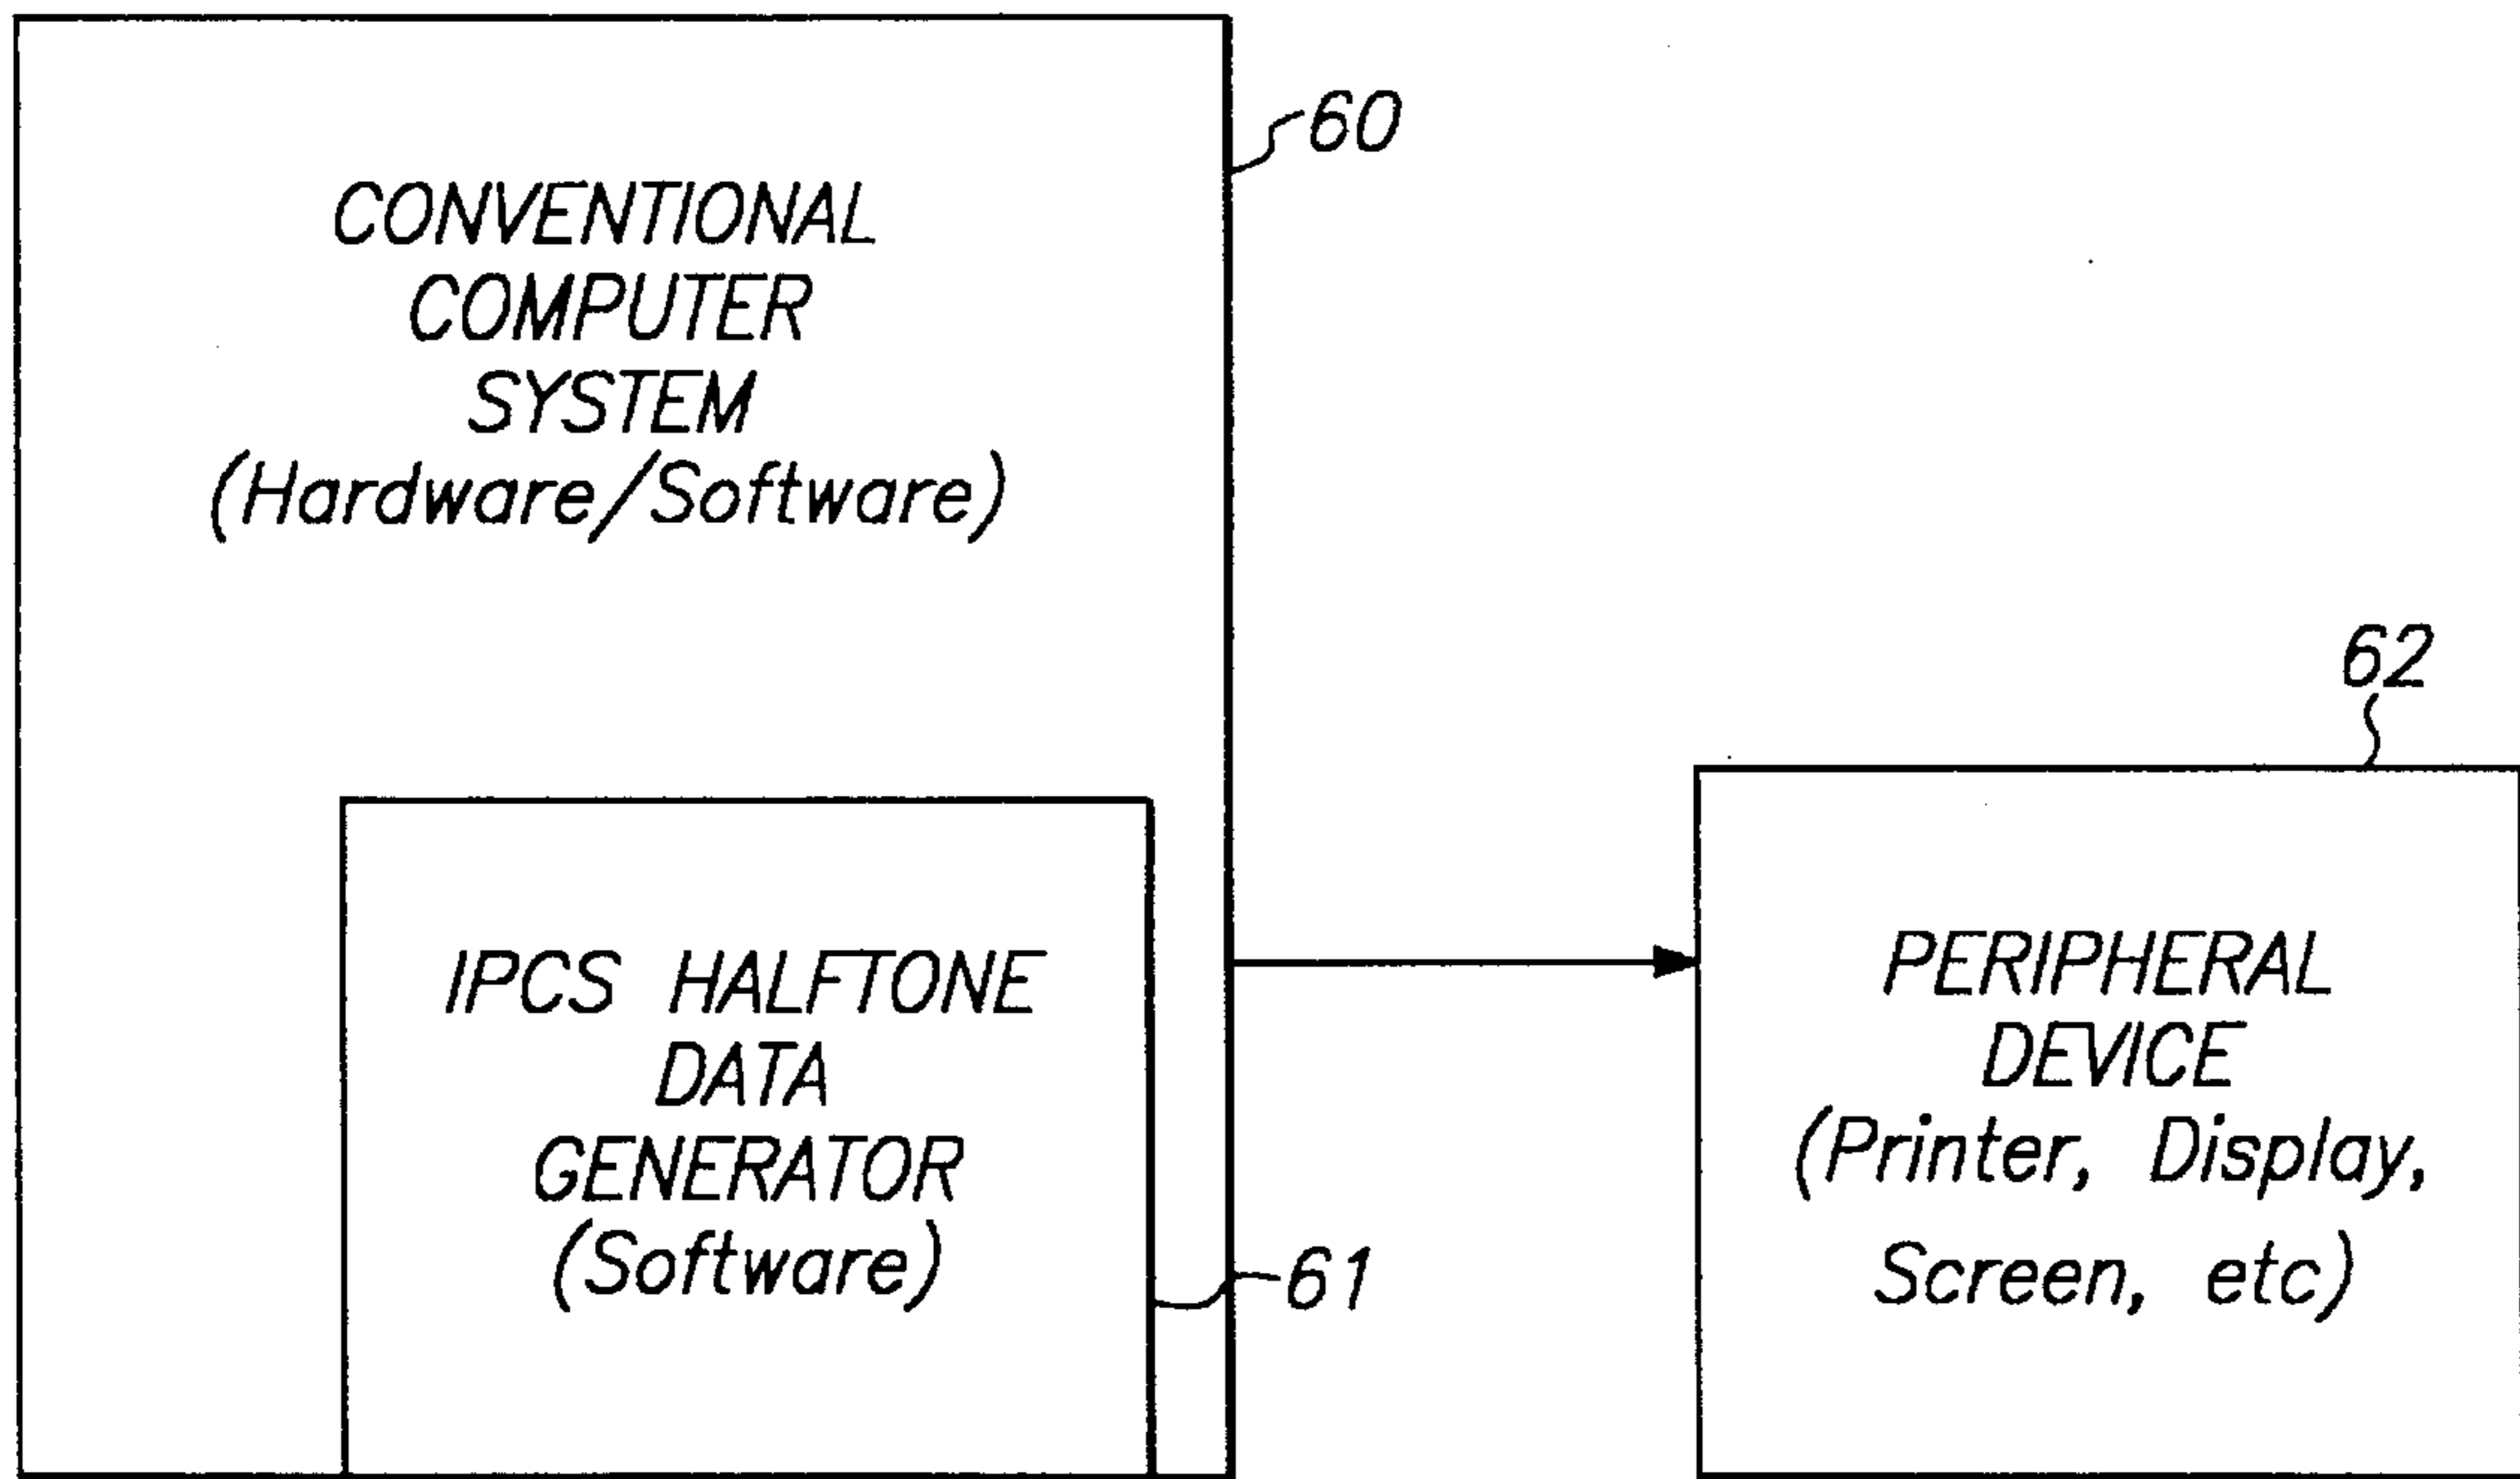 60
CONVENTIONAL
COMPUTER
SYSTEM
(Hardware/Software)
62
IPCS HALFTONE
DATA
GENERATOR
(Software)
61
PERIPHERAL
DEVICE
(Printer, Display,
Screen, etc)